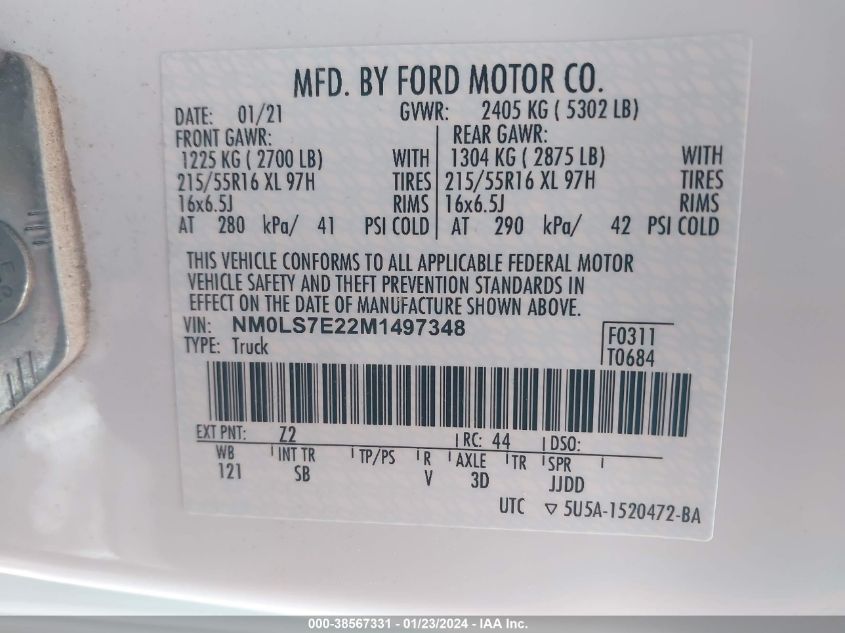 MFD. BY FORD MOTOR CO.
DATE: 01/21 GVWR: 2405 KG ( 5302 LB)
FRONT GAWR: REAR GAWR:
1225 KG ( 2700 LB) WITH 1304 KG ( 2875 LB) WITH
215/55R16 XL 97H TIRES 215/55R16 XL 97H TIRES
16x6.5J RIMS 16x6.5J RIMS
AT 280 kPa/ 41 PSI COLD AT 290 kPa/ 42 PSI COLD
THIS VEHICLE CONFORMS TO ALL APPLICABLE FEDERAL MOTOR
VEHICLE SAFETY AND THEFT PREVENTION STANDARDS IN
EFFECT ON THE DATE OF MANUFACTURE SHOWN ABOVE.
VIN: NM0LS7E22M1497348 F0311
TYPE: Truck T0684
EXT PNT: Z2 RC: 44 DSO:
WB INT TR TP/PS R AXLE TR SPR
121 SB V 3D JJDD
UTC ▽ 5U5A-1520472-BA
000-38567331 - 01/23/2024 - IAA Inc.